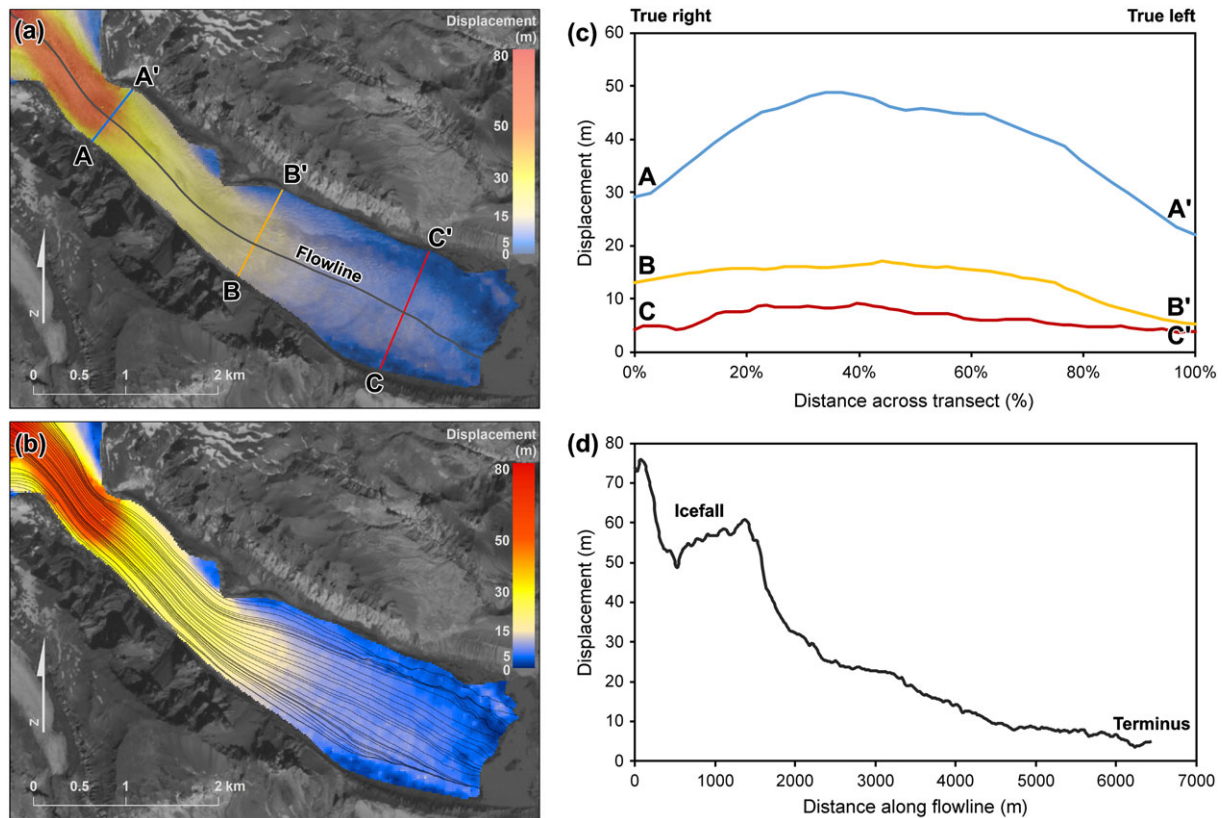 (a)
Displacement
(m)
80
50
30
15
5
0
A'
A
B'
B
C'
C
Flowline
N
0 0.5 1 2 km
(b)
Displacement
(m)
80
50
30
15
5
0
N
0 0.5 1 2 km
(c)
True right True left
60
50
40
30
20
10
0
Displacement (m)
A
A'
B
B'
C
C'
0% 20% 40% 60% 80% 100%
Distance across transect (%)
(d)
80
70
60
50
40
30
20
10
0
Displacement (m)
Icefall
Terminus
0 1000 2000 3000 4000 5000 6000 7000
Distance along flowline (m)